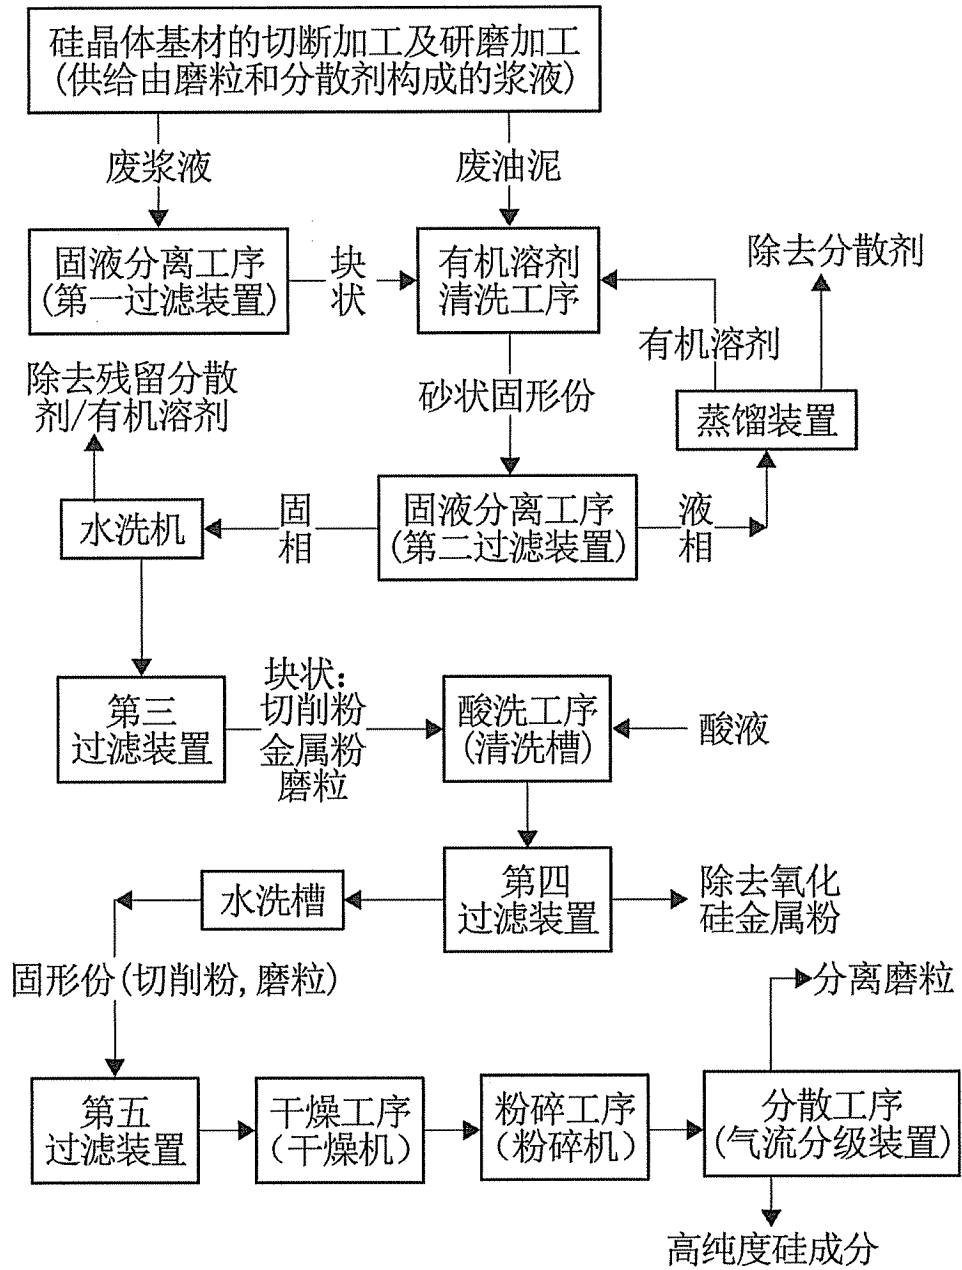 硅晶体基材的切断加工及研磨加工
(供给由磨粒和分散剂构成的浆液)
废浆液
废油泥
固液分离工序
(第一过滤装置)
块
状
有机溶剂
清洗工序
除去分散剂
有机溶剂
除去残留分散
剂/有机溶剂
砂状固形份
蒸馏装置
水洗机
固
相
固液分离工序
(第二过滤装置)
液
相
第三
过滤装置
块状:
切削粉
金属粉
磨粒
酸洗工序
(清洗槽)
酸液
水洗槽
第四
过滤装置
除去氧化
硅金属粉
固形份(切削粉,磨粒)
分离磨粒
第五
过滤装置
干燥工序
(干燥机)
粉碎工序
(粉碎机)
分散工序
(气流分级装置)
高纯度硅成分